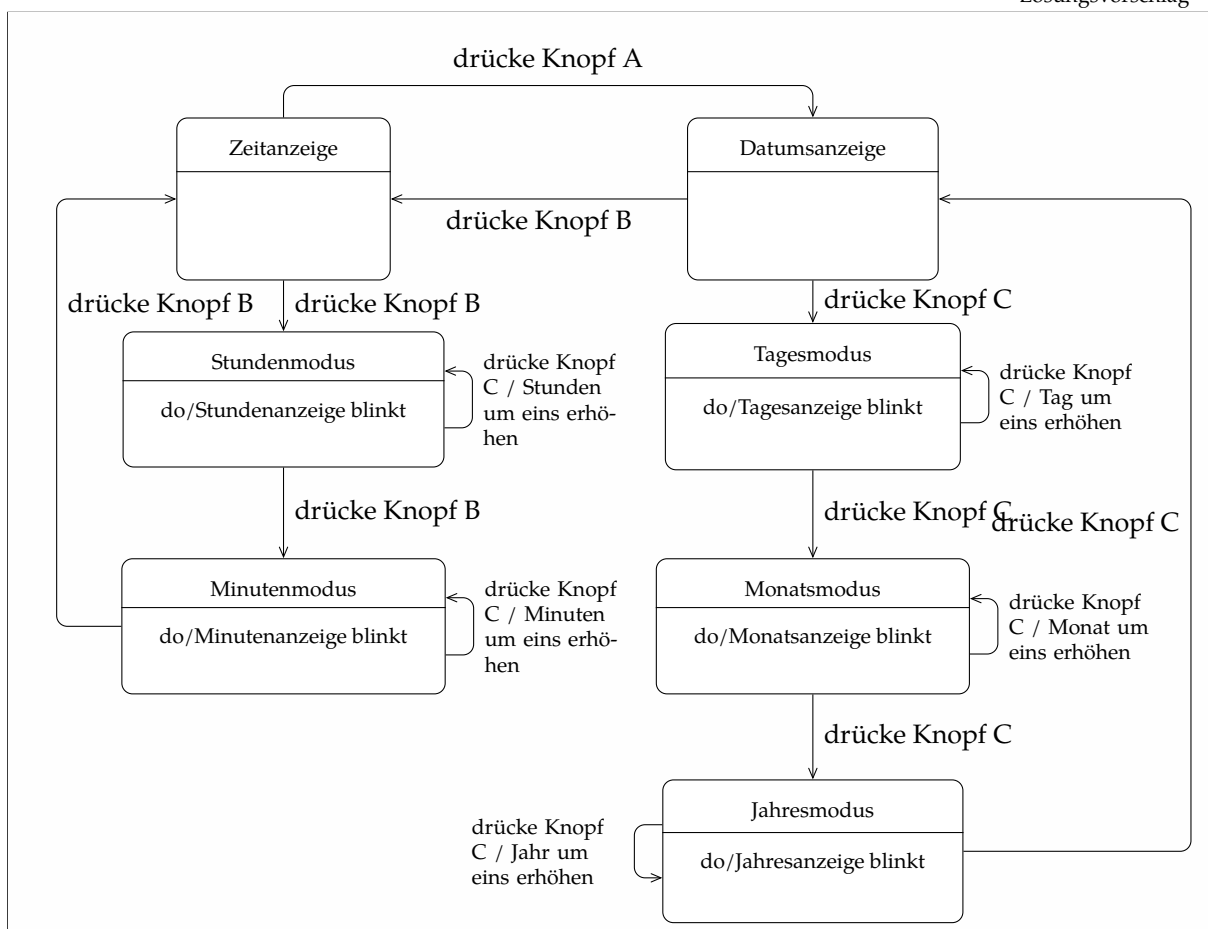 Lösungsvorschlag
drücke Knopf A
Zeitanzeige
Datumsanzeige
drücke Knopf B
drücke Knopf B
drücke Knopf B
drücke Knopf C
Stundenmodus
do/Stundenanzeige blinkt
drücke Knopf
C / Stunden
um eins erhö-
hen
Tagesmodus
do/Tagesanzeige blinkt
drücke Knopf
C / Tag um
eins erhöhen
drücke Knopf B
drücke Knopf C
drücke Knopf C
Minutenmodus
do/Minutenanzeige blinkt
drücke Knopf
C / Minuten
um eins erhö-
hen
Monatsmodus
do/Monatsanzeige blinkt
drücke Knopf
C / Monat um
eins erhöhen
drücke Knopf C
Jahresmodus
do/Jahresanzeige blinkt
drücke Knopf
C / Jahr um
eins erhöhen